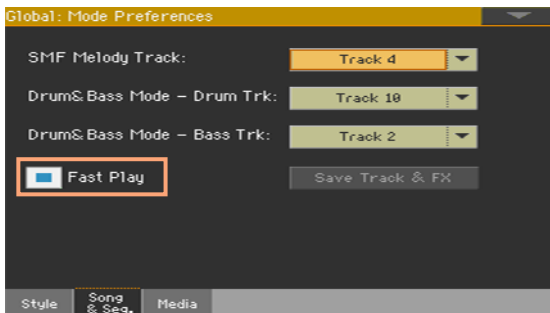 Global: Mode Preferences
SMF Melody Track: Track 4
Drum& Bass Mode - Drum Trk: Track 10
Drum& Bass Mode - Bass Trk: Track 2
Fast Play Save Track & FX
Style Song & Seq. Media